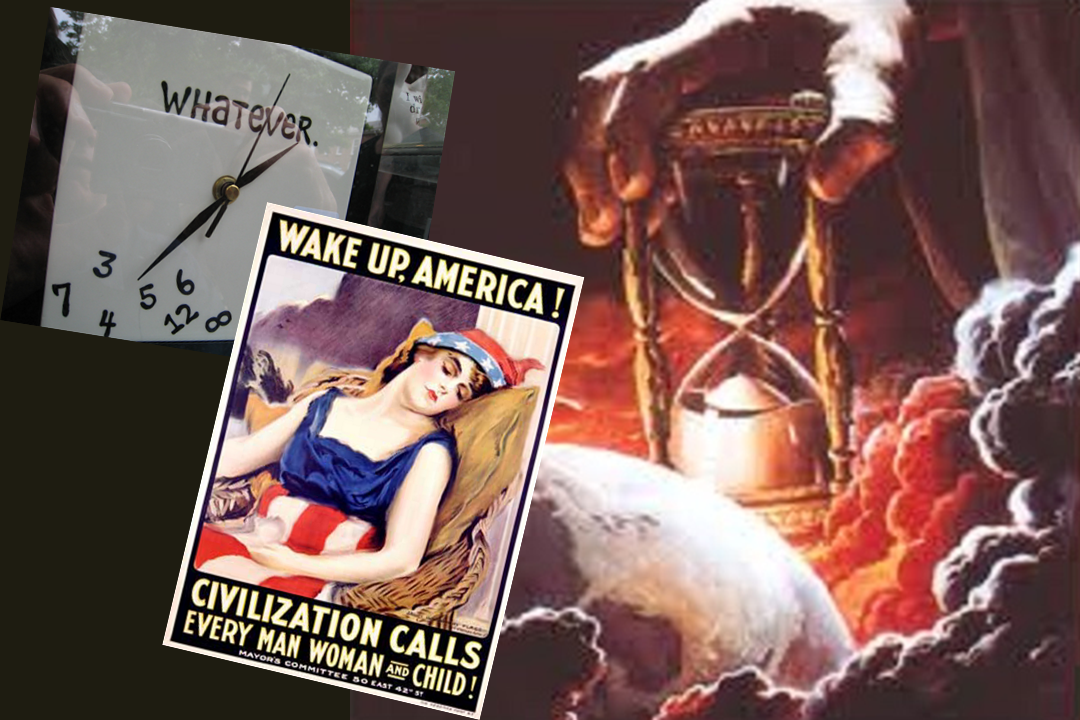 WHATEVER.
3
6
7
5
4
12
8
WAKE UP, AMERICA!
CIVILIZATION CALLS
EVERY MAN WOMAN AND CHILD!
MAYOR'S COMMITTEE 50 EAST 42ND ST